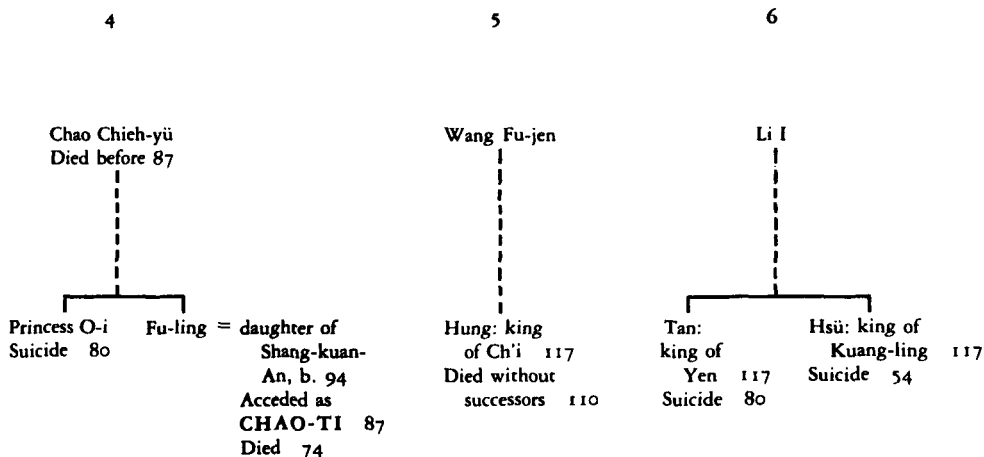 4
5
6
Chao Chieh-yü
Died before 87
Wang Fu-jen
Li I
Princess O-i
Suicide 80
Fu-ling = daughter of
Shang-kuan-
An, b. 94
Acceded as
CHAO-TI 87
Died 74
Hung: king
of Ch'i 117
Died without
successors 110
Tan:
king of
Yen 117
Suicide 80
Hsü: king of
Kuang-ling 117
Suicide 54